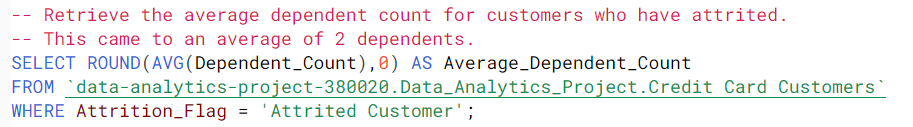 -- Retrieve the average dependent count for customers who have attrited.
-- This came to an average of 2 dependents.
SELECT ROUND(AVG(Dependent_Count),0) AS Average_Dependent_Count
FROM `data-analytics-project-380020.Data_Analytics_Project.Credit Card Customers`
WHERE Attrition_Flag = 'Attrited Customer';